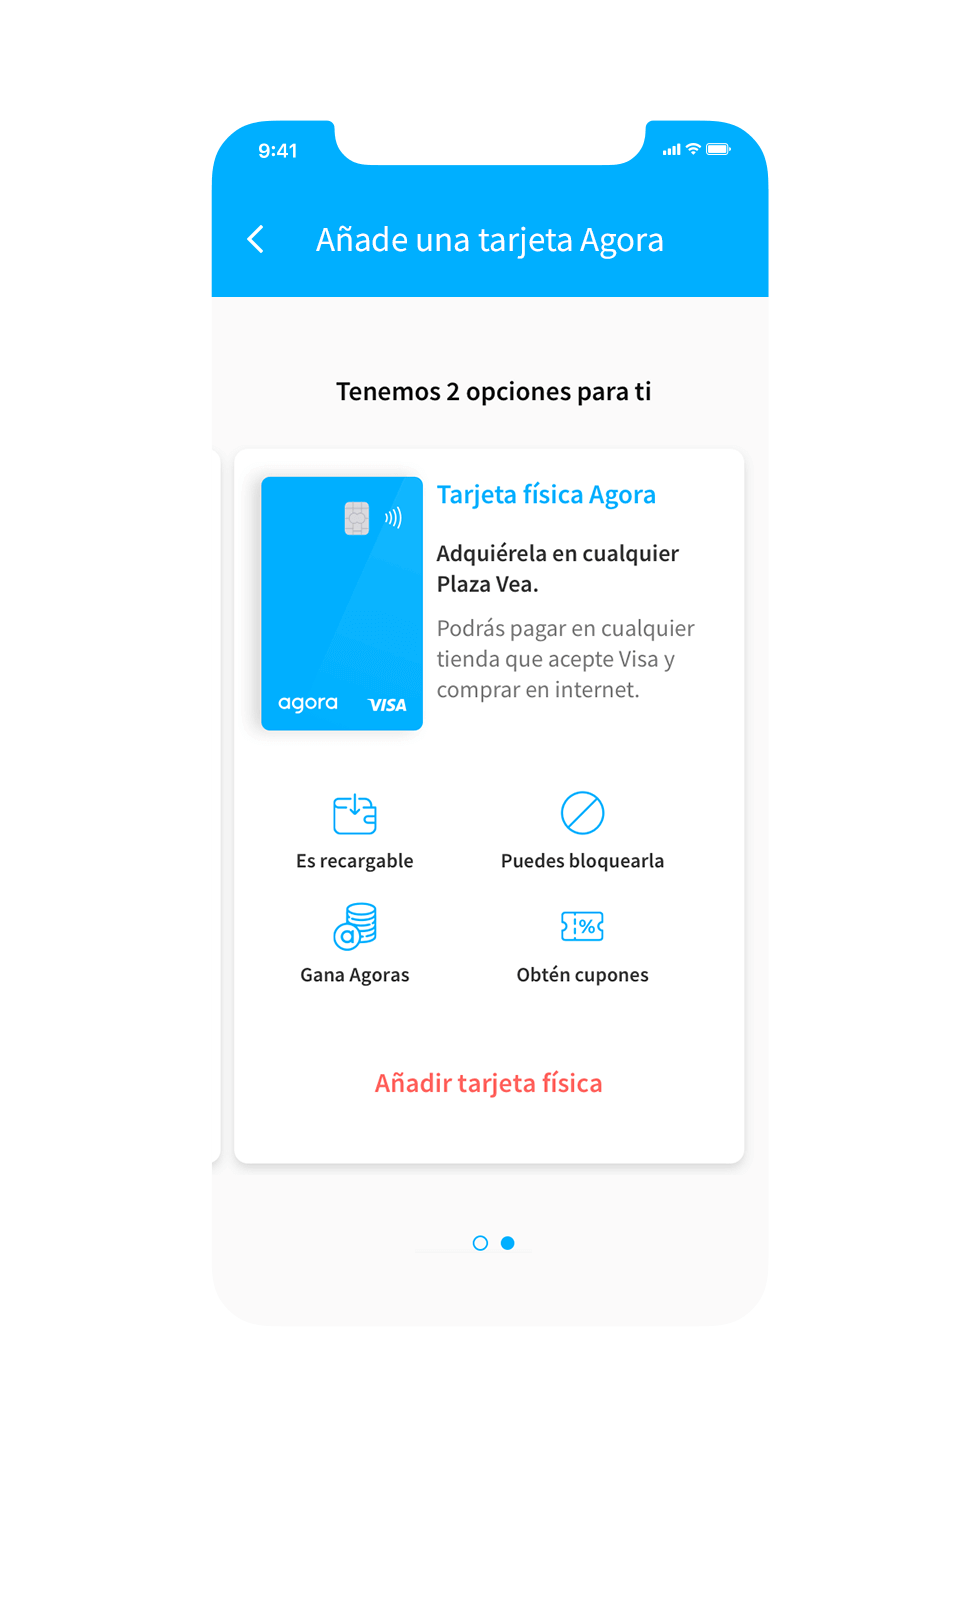 9:41
Añade una tarjeta Agora
Tenemos 2 opciones para ti
Tarjeta física Agora
Adquiérela en cualquier
Plaza Vea.
Podrás pagar en cualquier
tienda que acepte Visa y
comprar en internet.
agora VISA
Es recargable
Puedes bloquearla
a
%
Gana Agoras
Obtén cupones
Añadir tarjeta física